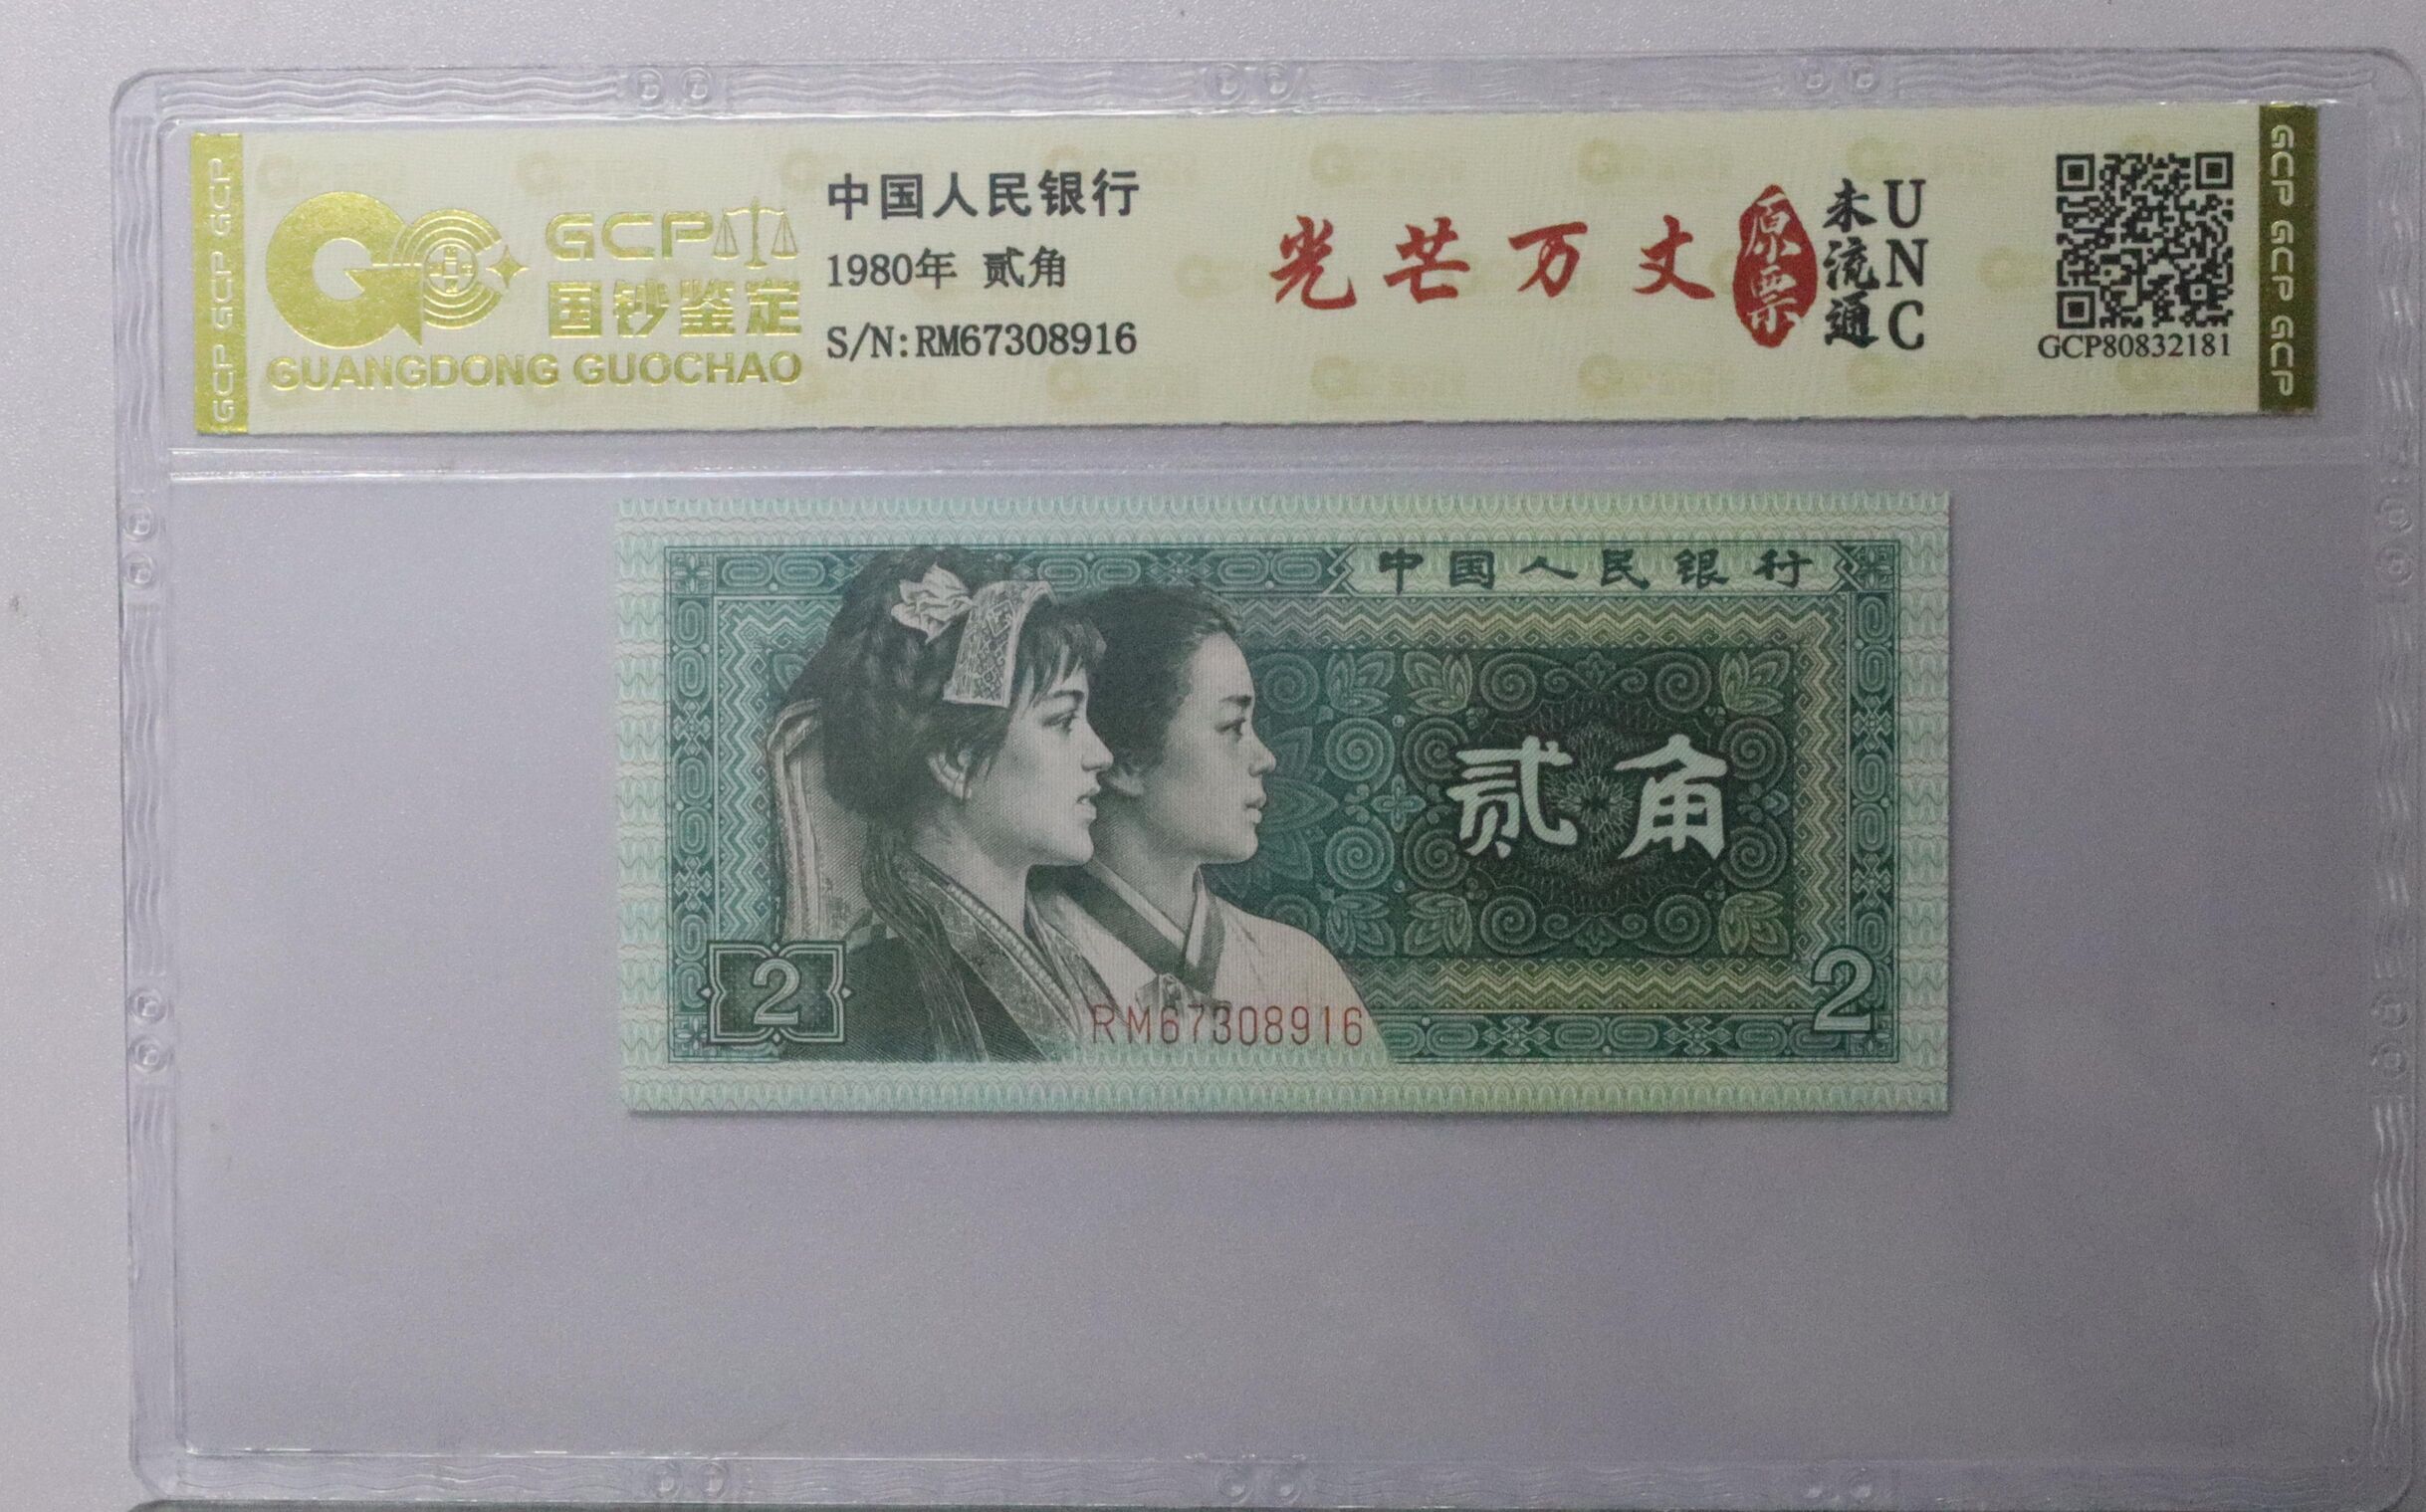 GCP GCP GCP
GCP
国钞鉴定
GUANGDONG GUOCHAO
中国人民银行
1980年 贰角
S/N:RM67308916
光芒万丈
原票
未流通
UNC
GCP80832181
GCP GCP GCP
中国人民银行
贰角
2
2
RM67308916